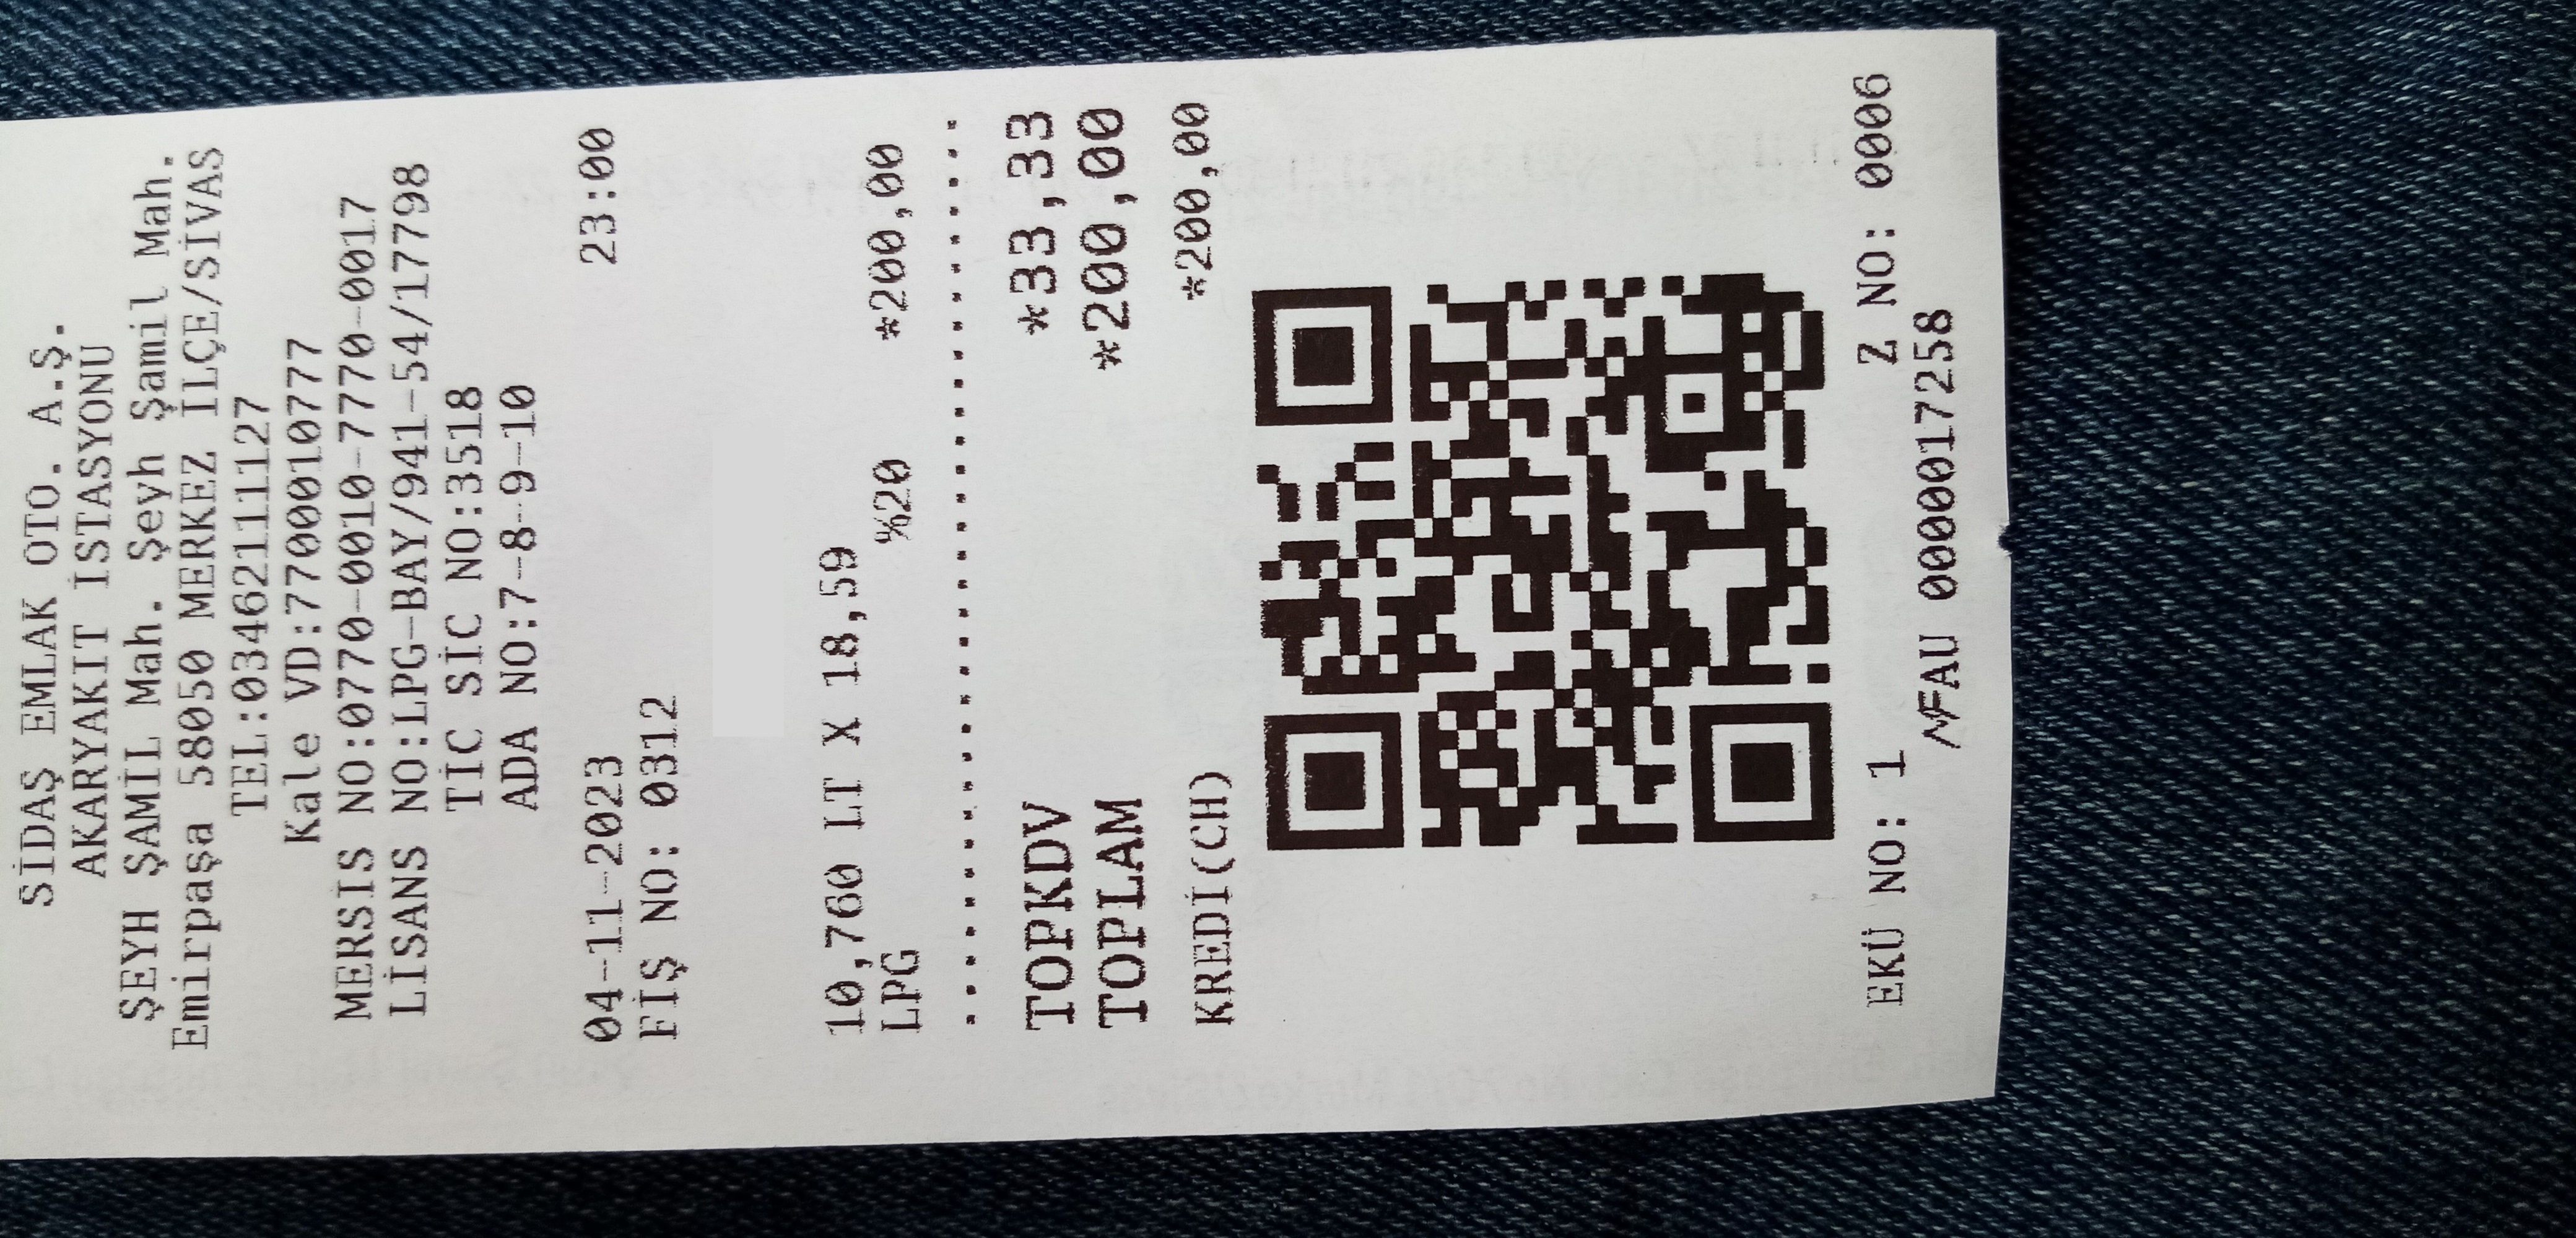 SİDAŞ EMLAK OTO. A.Ş.
AKARYAKIT İSTASYONU
ŞEYH ŞAMİL Mah. Şeyh Şamil Mah.
Emirpaşa 58050 MERKEZ İLÇE/SİVAS
TEL:03462111127
Kale VD:7700010777
MERSIS NO:0770-0010-7770-0017
LİSANS NO:LPG-BAY/941-54/17798
TİC SİC NO:3518
ADA NO:7-8-9-10
04-11-2023 23:00
FİŞ NO: 0312
10,760 LT X 18,59
LPG %20 *200,00
TOPKDV *33,33
TOPLAM *200,00
KREDİ(CH) *200,00
EKÜ NO: 1 Z NO: 0006
MF AU 0000017258